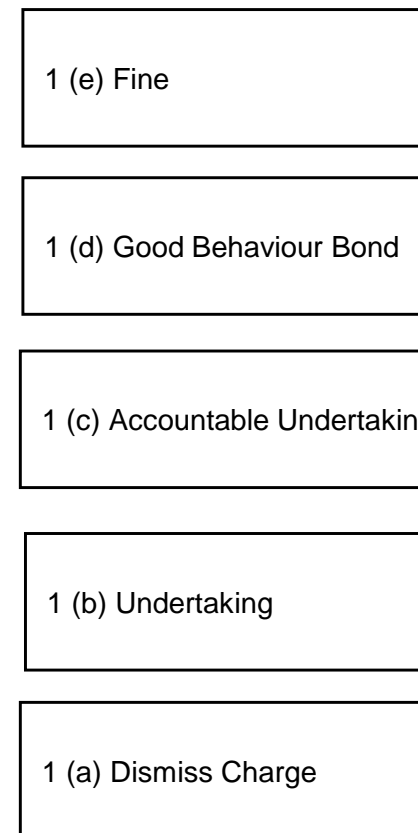 1 (e) Fine
1 (d) Good Behaviour Bond
1 (c) Accountable Undertakin
1 (b) Undertaking
1 (a) Dismiss Charge